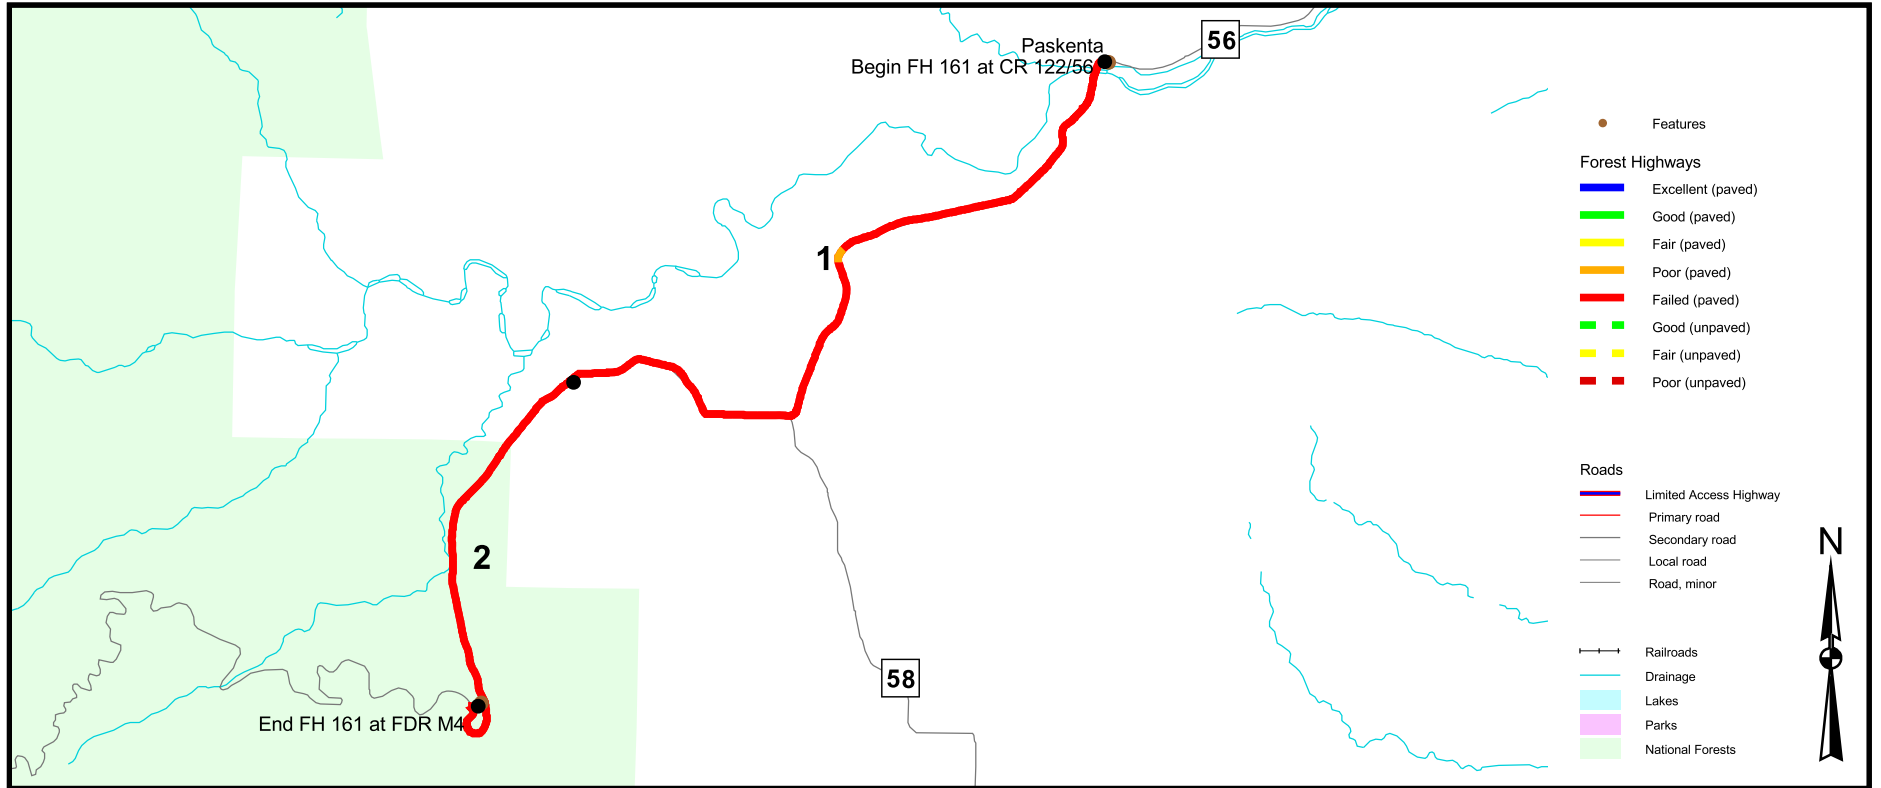 56
Paskenta
Begin FH 161 at CR 122/56
1
2
58
End FH 161 at FDR M4
Features
Forest Highways
Excellent (paved)
Good (paved)
Fair (paved)
Poor (paved)
Failed (paved)
Good (unpaved)
Fair (unpaved)
Poor (unpaved)
Roads
Limited Access Highway
Primary road
Secondary road
Local road
Road, minor
N
Railroads
Drainage
Lakes
Parks
National Forests